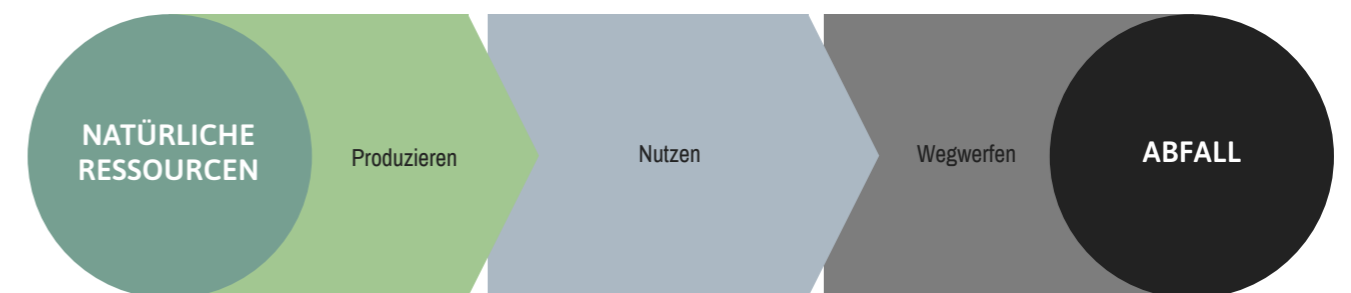 NATÜRLICHE
RESSOURCEN
Produzieren
Nutzen
Wegwerfen
ABFALL